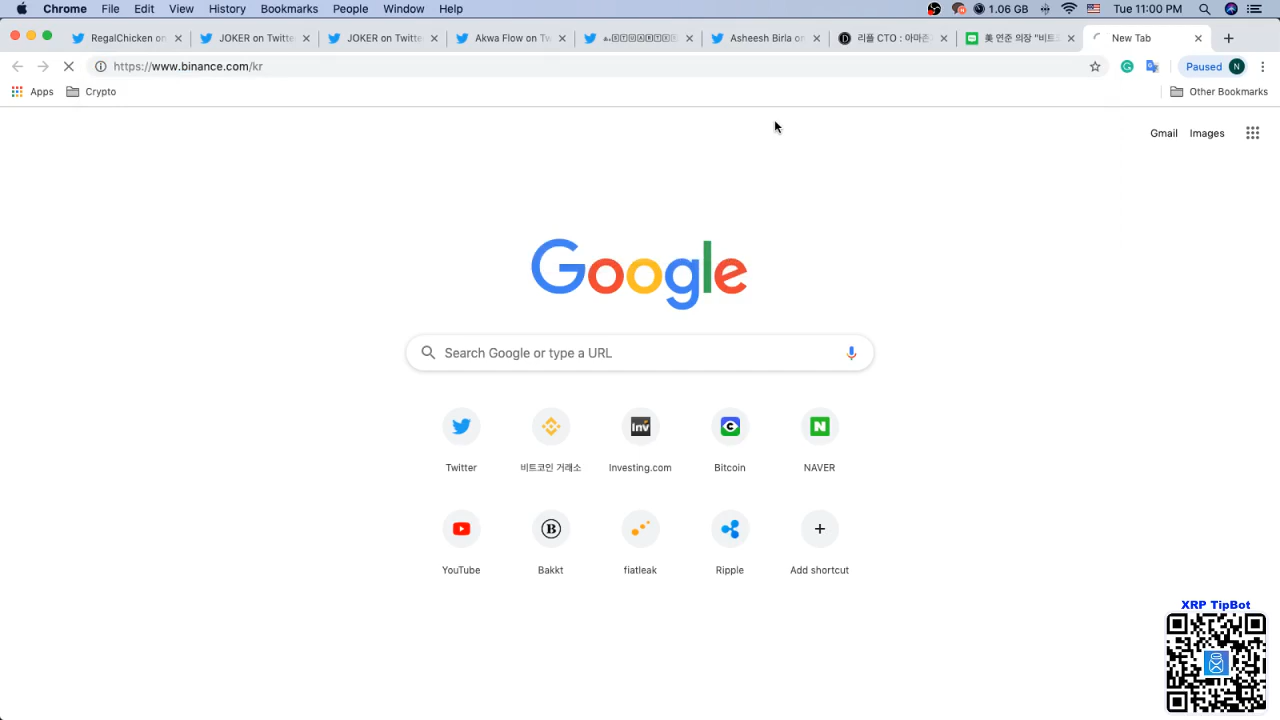 Chrome File Edit View History Bookmarks People Window Help 1.06 GB Tue 11:00 PM
RegalChicken on JOKER on Twitte JOKER on Twitte Akwa Flow on Tw Asheesh Birla on 리플 CTO : 아마존 美 연준 의장 "비트 New Tab
https://www.binance.com/kr Paused N
Apps Crypto Other Bookmarks
Gmail Images
Google
Search Google or type a URL
Inv N
Twitter 비트코인 거래소 Investing.com Bitcoin NAVER
B
YouTube Bakkt fiatleak Ripple Add shortcut
XRP TipBot